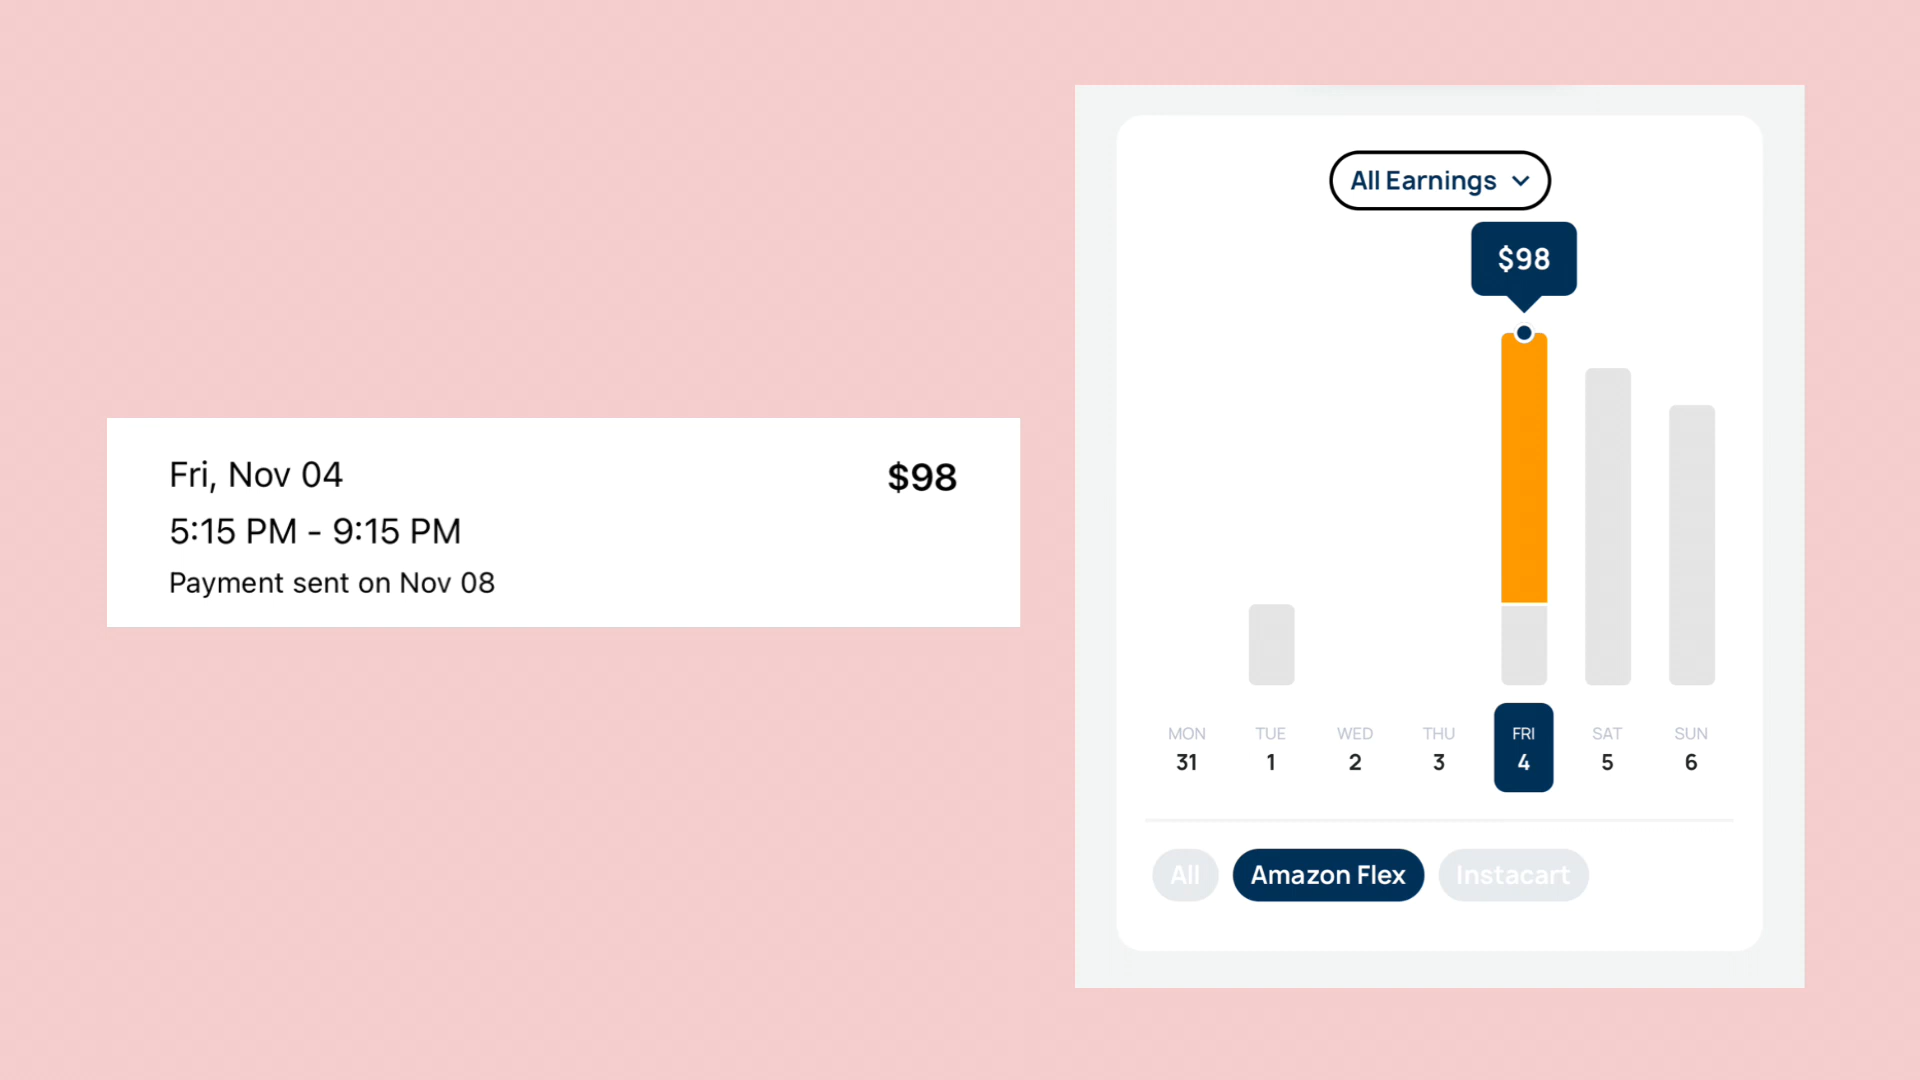 Fri, Nov 04 $98
5:15 PM - 9:15 PM
Payment sent on Nov 08
All Earnings
$98
MON TUE WED THU FRI SAT SUN
31 1 2 3 4 5 6
All Amazon Flex Instacart